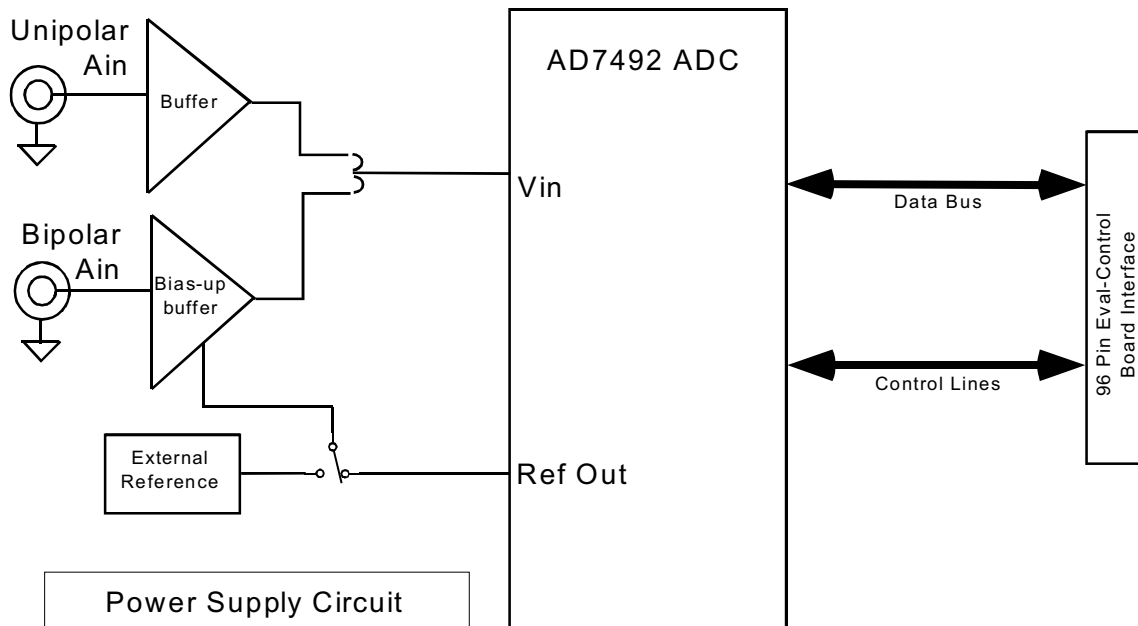 Unipolar
Ain
Buffer
AD7492 ADC
Vin
Bipolar
Ain
Bias-up
buffer
Data Bus
Control Lines
96 Pin Eval-Control
Board Interface
External
Reference
Ref Out
Power Supply Circuit